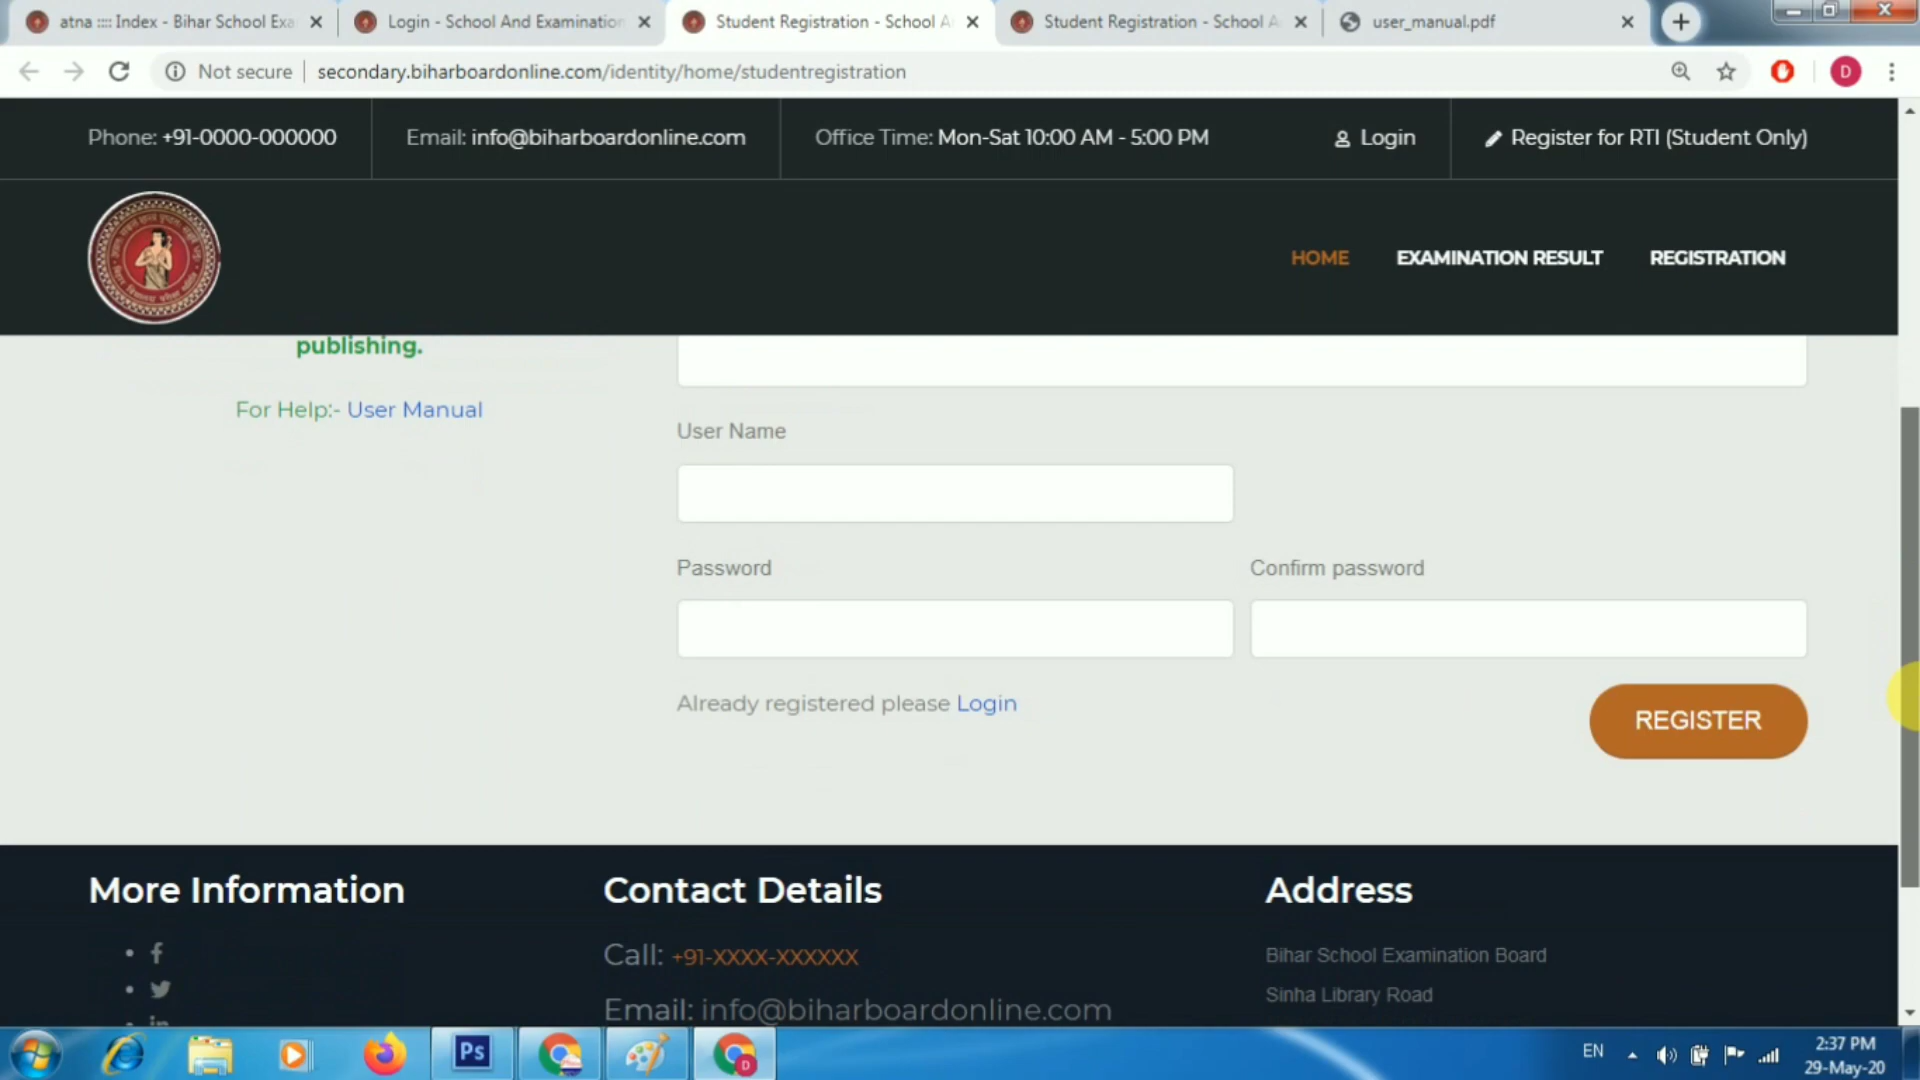 atna :::: Index - Bihar School Exa
Login - School And Examination
Student Registration - School A
Student Registration - School A
user_manual.pdf
Not secure
secondary.biharboardonline.com/identity/home/studentregistration
D
Phone: +91-0000-000000
Email: info@biharboardonline.com
Office Time: Mon-Sat 10:00 AM - 5:00 PM
Login
Register for RTI (Student Only)
HOME
EXAMINATION RESULT
REGISTRATION
publishing.
For Help:- User Manual
User Name
Password
Confirm password
Already registered please Login
REGISTER
More Information
Contact Details
Address
Call: +91-XXXX-XXXXXX
Bihar School Examination Board
Email: info@biharboardonline.com
Sinha Library Road
Ps
D
EN
2:37 PM
29-May-20